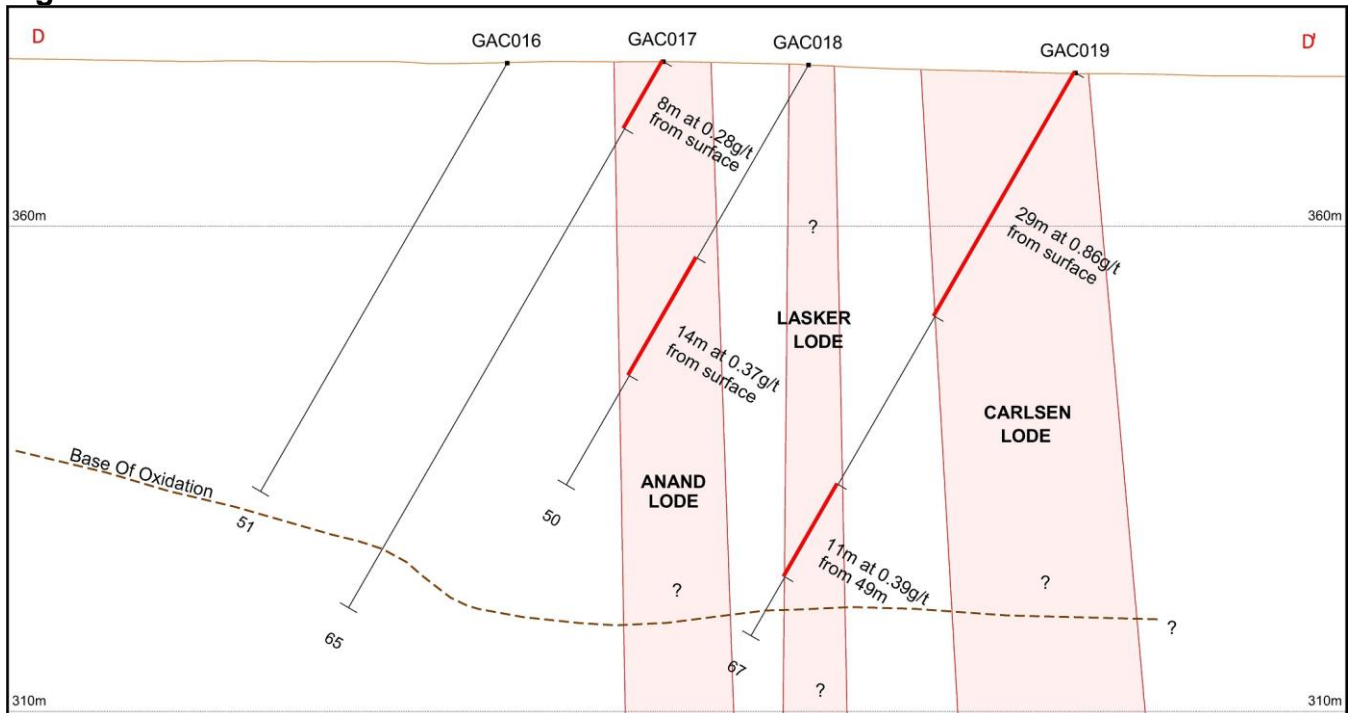 D
D'
GAC016
GAC017
GAC018
GAC019
8m at 0.28g/t
from surface
360m
360m
?
29m at 0.86g/t
from surface
LASKER
LODE
14m at 0.37g/t
from surface
CARLSEN
LODE
Base Of Oxidation
ANAND
LODE
51
50
11m at 0.39g/t
from 49m
?
?
?
65
67
?
310m
310m